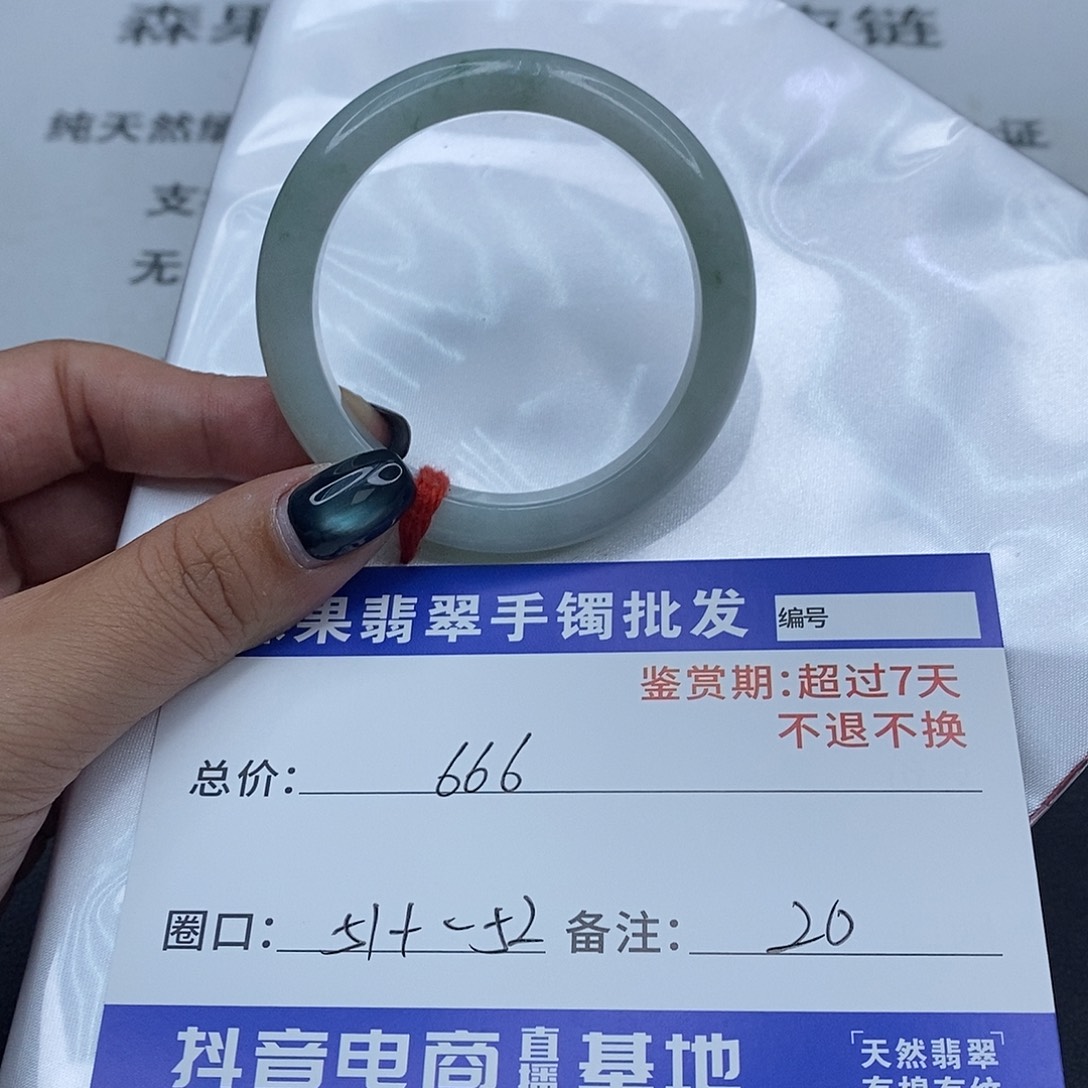 森果
链
纯天然
证
支
无
果翡翠手镯批发 编号
鉴赏期:超过7天
不退不换
总价: 666
圈口: 51+~52 备注: 20
抖音电商直播基地
「天然翡翠